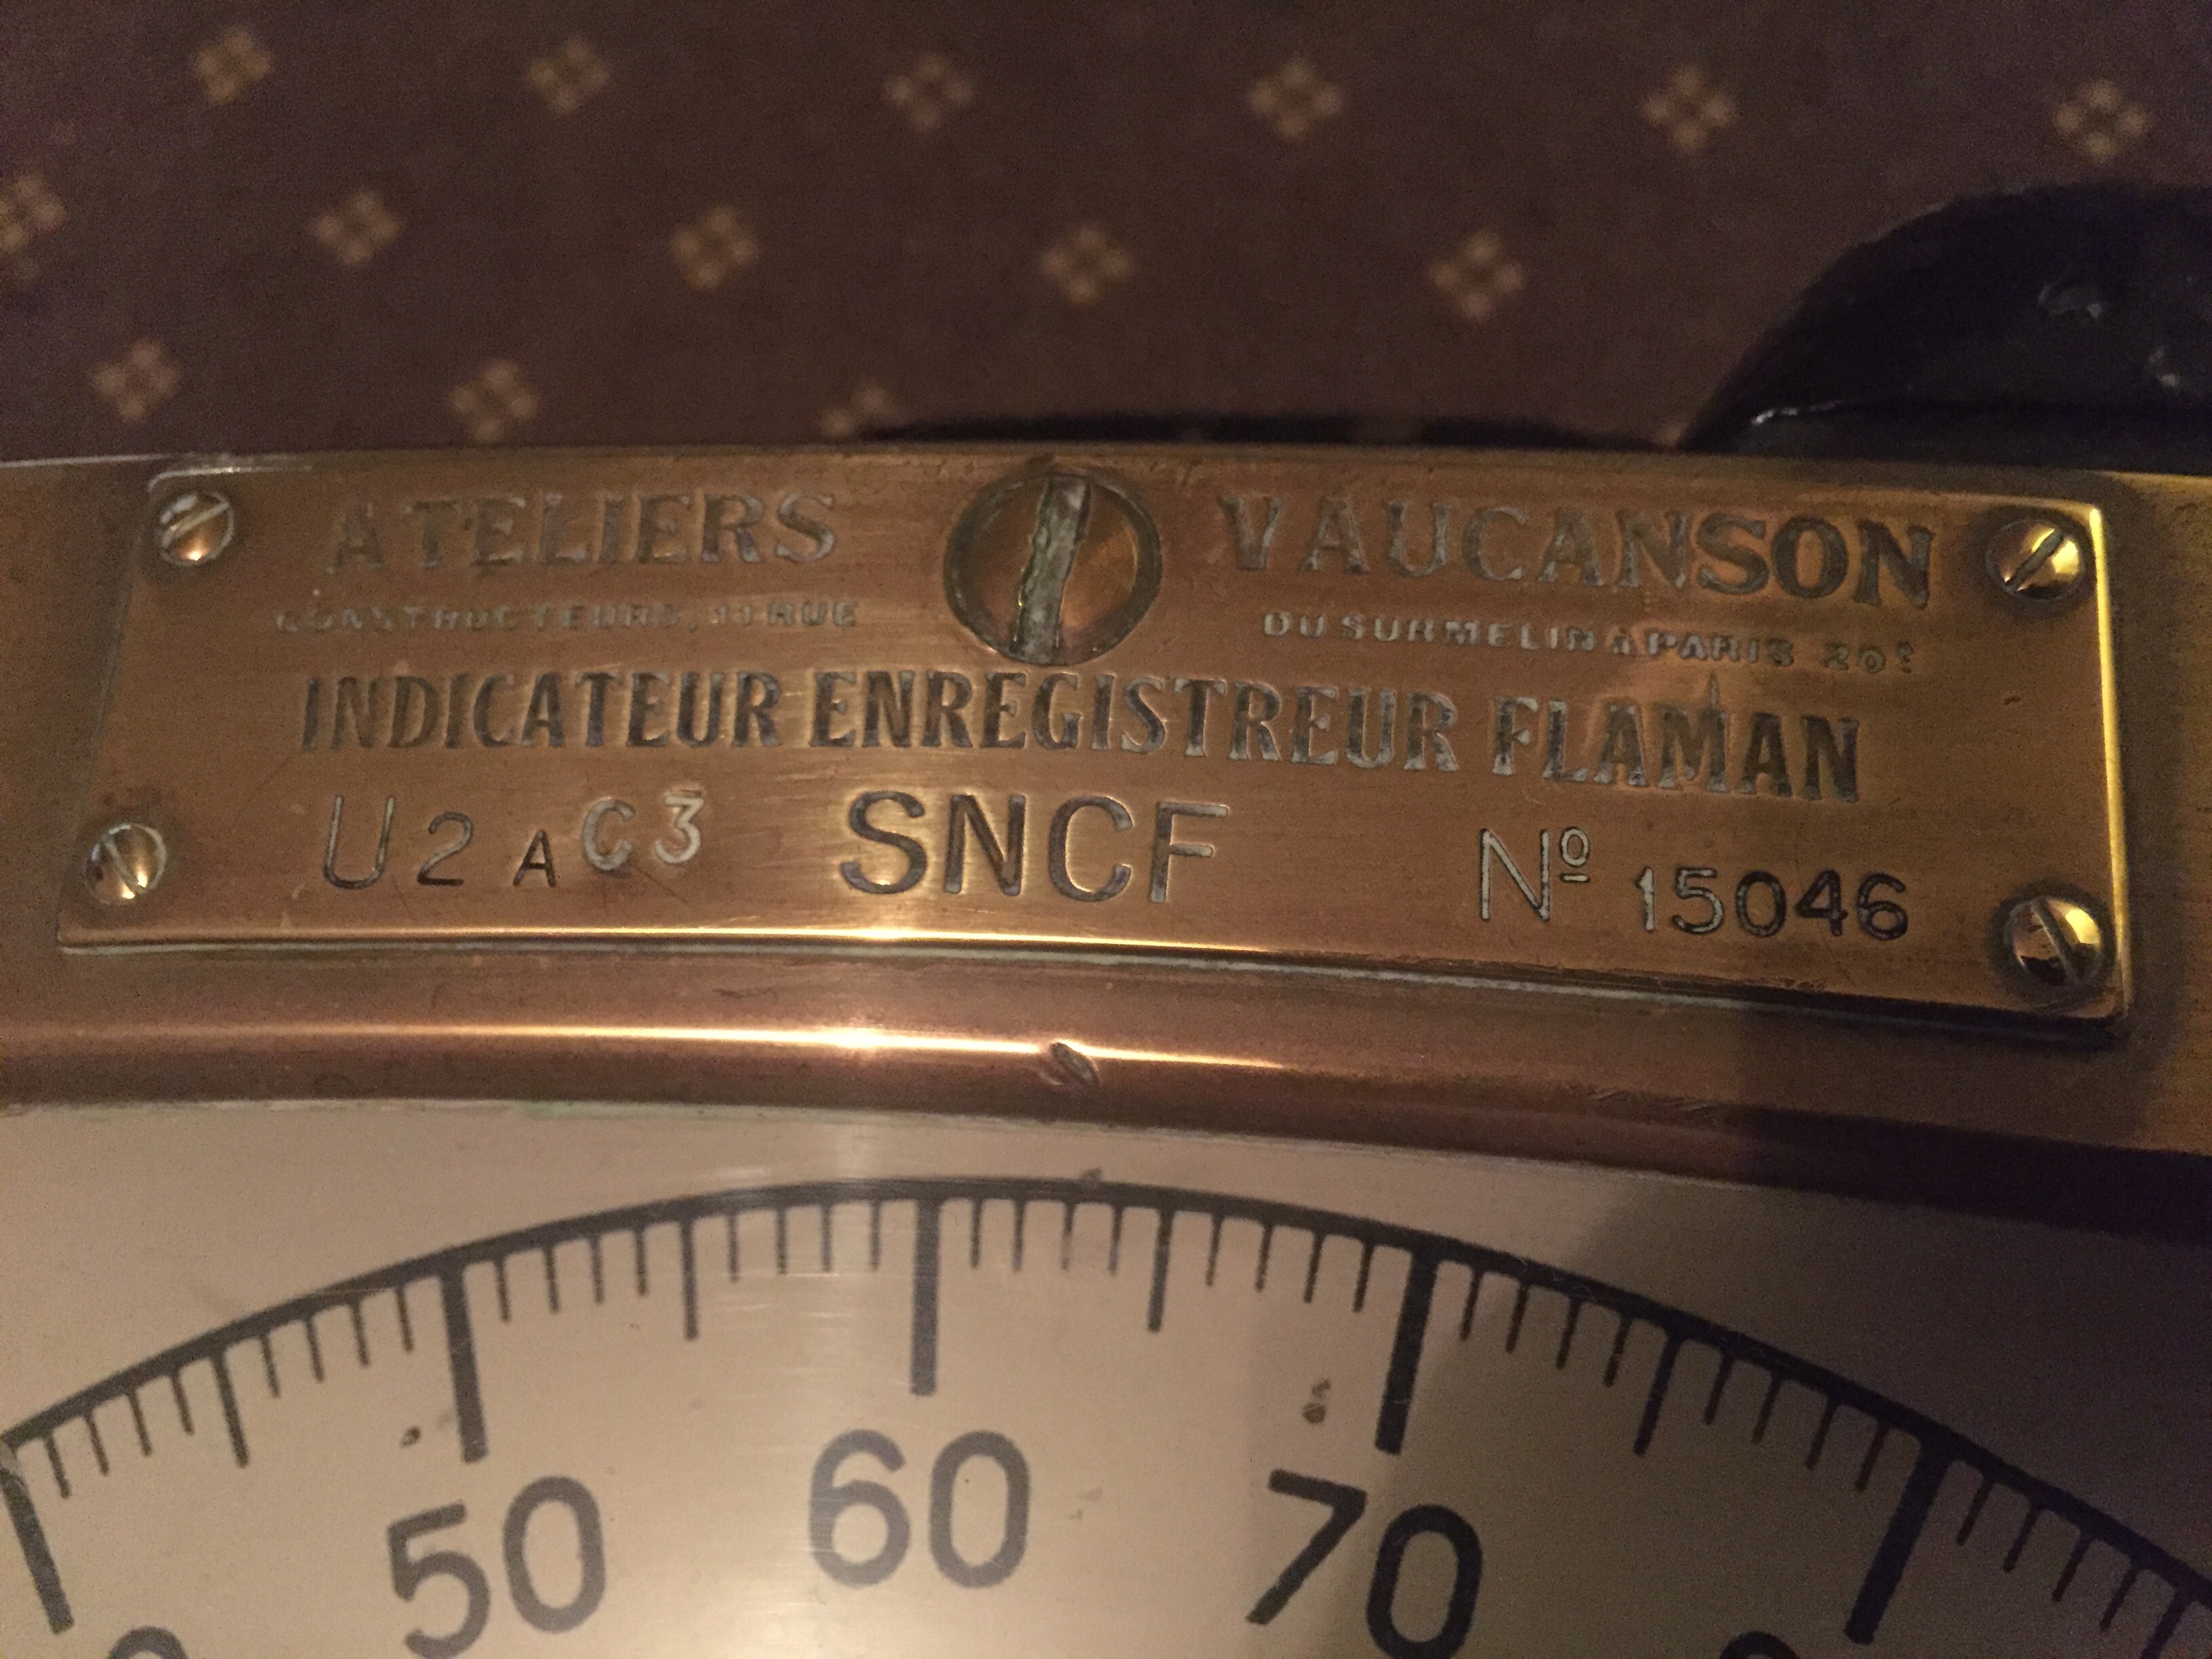 ATELIERS VAUCANSON
CONSTRUCTEURS, 11 RUE DU SURMELIN à PARIS 20e
INDICATEUR ENREGISTREUR FLAMAN
U2 A C3 SNCF Nº 15046
50 60 70